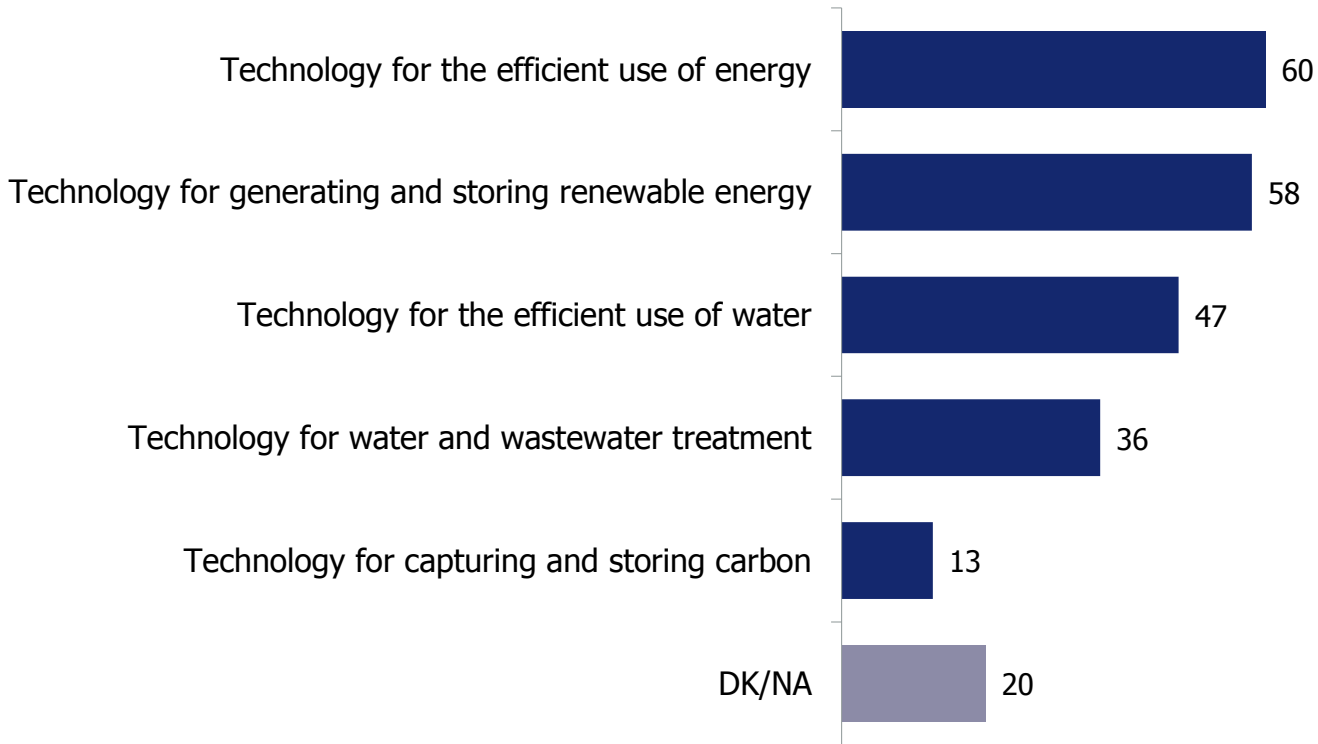 Technology for the efficient use of energy 60
Technology for generating and storing renewable energy 58
Technology for the efficient use of water 47
Technology for water and wastewater treatment 36
Technology for capturing and storing carbon 13
DK/NA 20